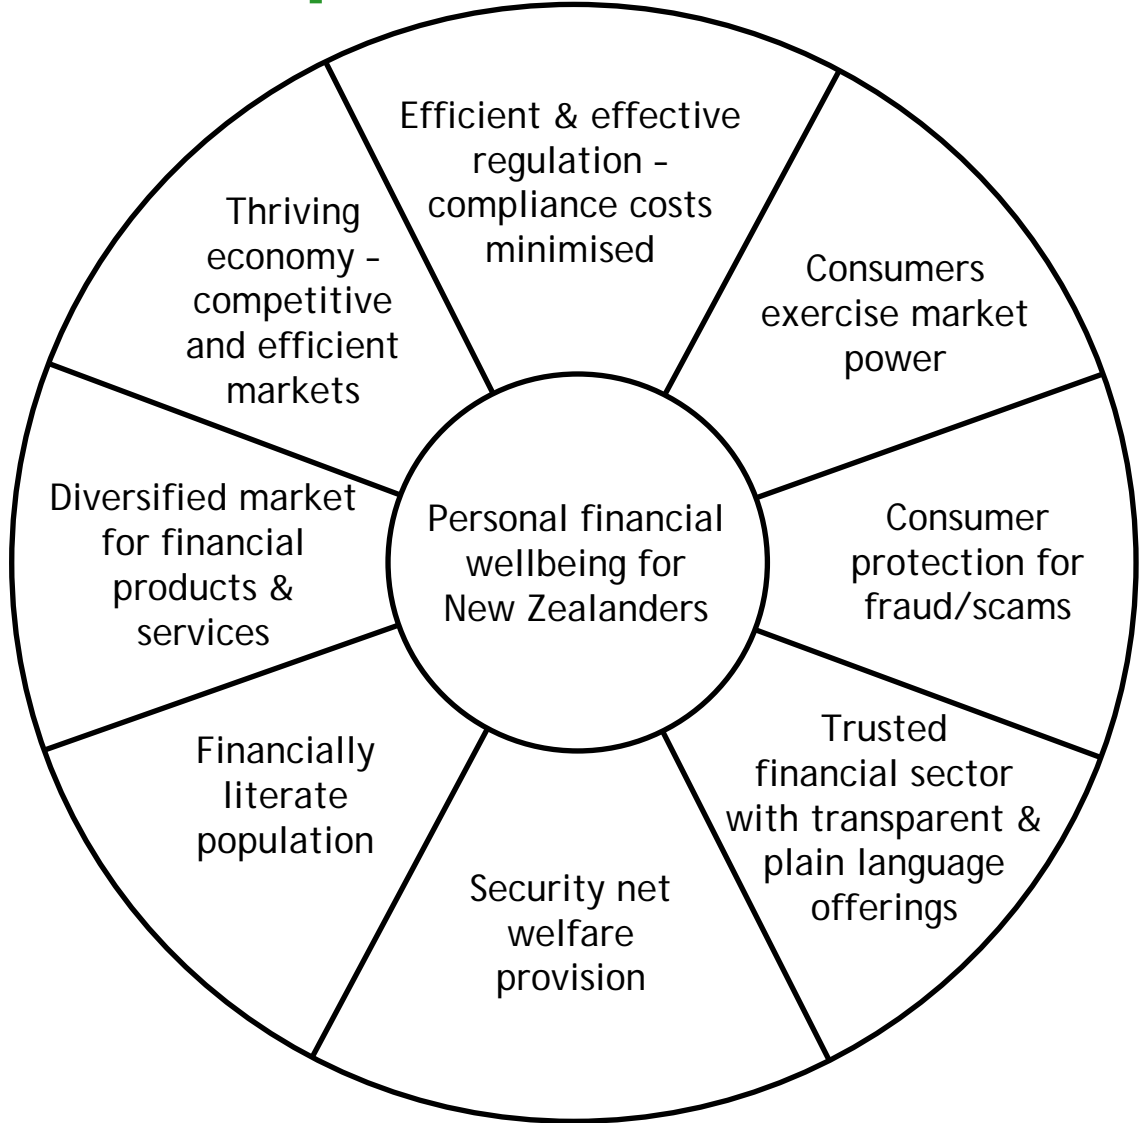 Efficient & effective
regulation –
compliance costs
minimised
Consumers
exercise market
power
Consumer
protection for
fraud/scams
Trusted
financial sector
with transparent &
plain language
offerings
Security net
welfare
provision
Financially
literate
population
Diversified market
for financial
products &
services
Thriving
economy –
competitive
and efficient
markets
Personal financial
wellbeing for
New Zealanders